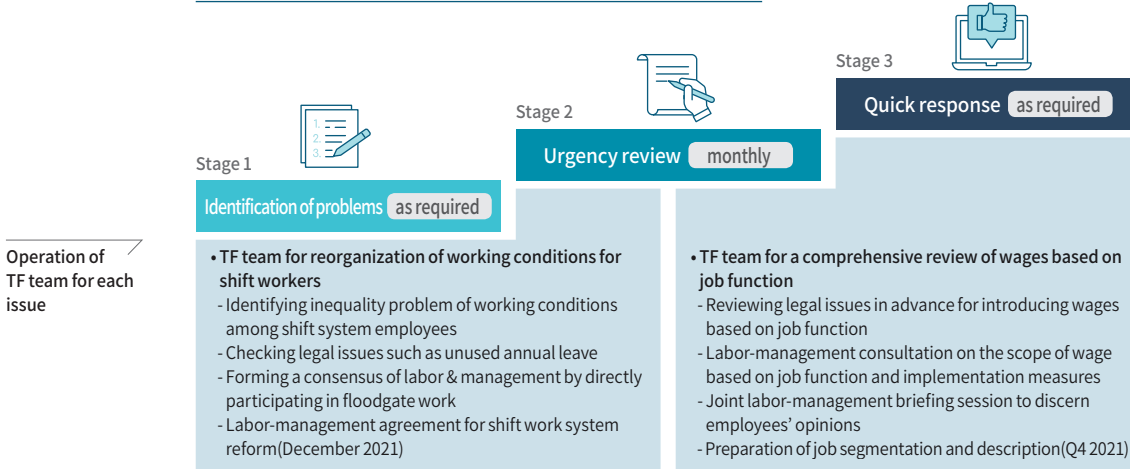 Stage 1
1.
2.
3.
Identification of problems as required
Stage 2
Urgency review monthly
Stage 3
Quick response as required
Operation of
TF team for each
issue
• TF team for reorganization of working conditions for
shift workers
- Identifying inequality problem of working conditions
among shift system employees
- Checking legal issues such as unused annual leave
- Forming a consensus of labor & management by directly
participating in floodgate work
- Labor-management agreement for shift work system
reform(December 2021)
• TF team for a comprehensive review of wages based on
job function
- Reviewing legal issues in advance for introducing wages
based on job function
- Labor-management consultation on the scope of wage
based on job function and implementation measures
- Joint labor-management briefing session to discern
employees’ opinions
- Preparation of job segmentation and description(Q4 2021)